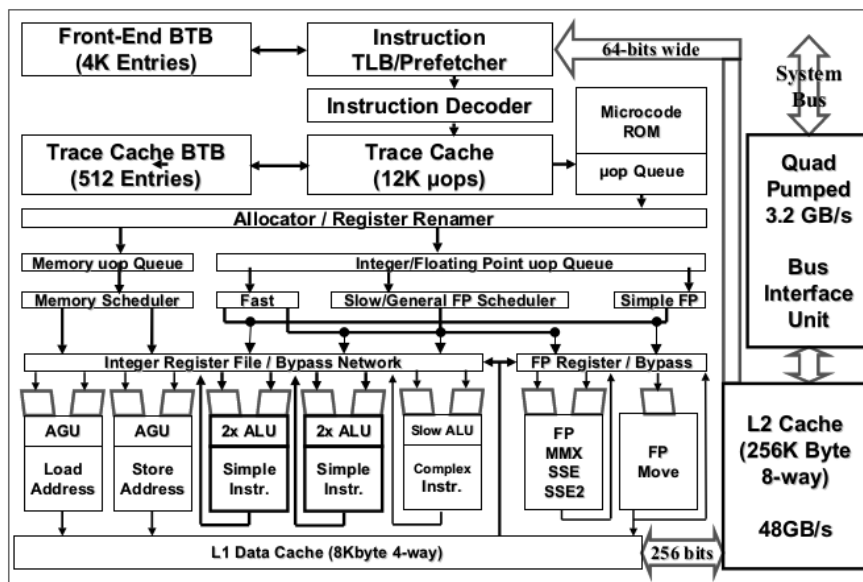 Front-End BTB
(4K Entries)
Instruction
TLB/Prefetcher
64-bits wide
System
Bus
Instruction Decoder
Microcode
ROM
Trace Cache BTB
(512 Entries)
Trace Cache
(12K µops)
µop Queue
Quad
Pumped
3.2 GB/s
Bus
Interface
Unit
Allocator / Register Renamer
Memory uop Queue
Integer/Floating Point uop Queue
Memory Scheduler
Fast
Slow/General FP Scheduler
Simple FP
Integer Register File / Bypass Network
FP Register / Bypass
AGU
Load
Address
AGU
Store
Address
2x ALU
Simple
Instr.
2x ALU
Simple
Instr.
Slow ALU
Complex
Instr.
FP
MMX
SSE
SSE2
FP
Move
L2 Cache
(256K Byte
8-way)
48GB/s
L1 Data Cache (8Kbyte 4-way)
256 bits